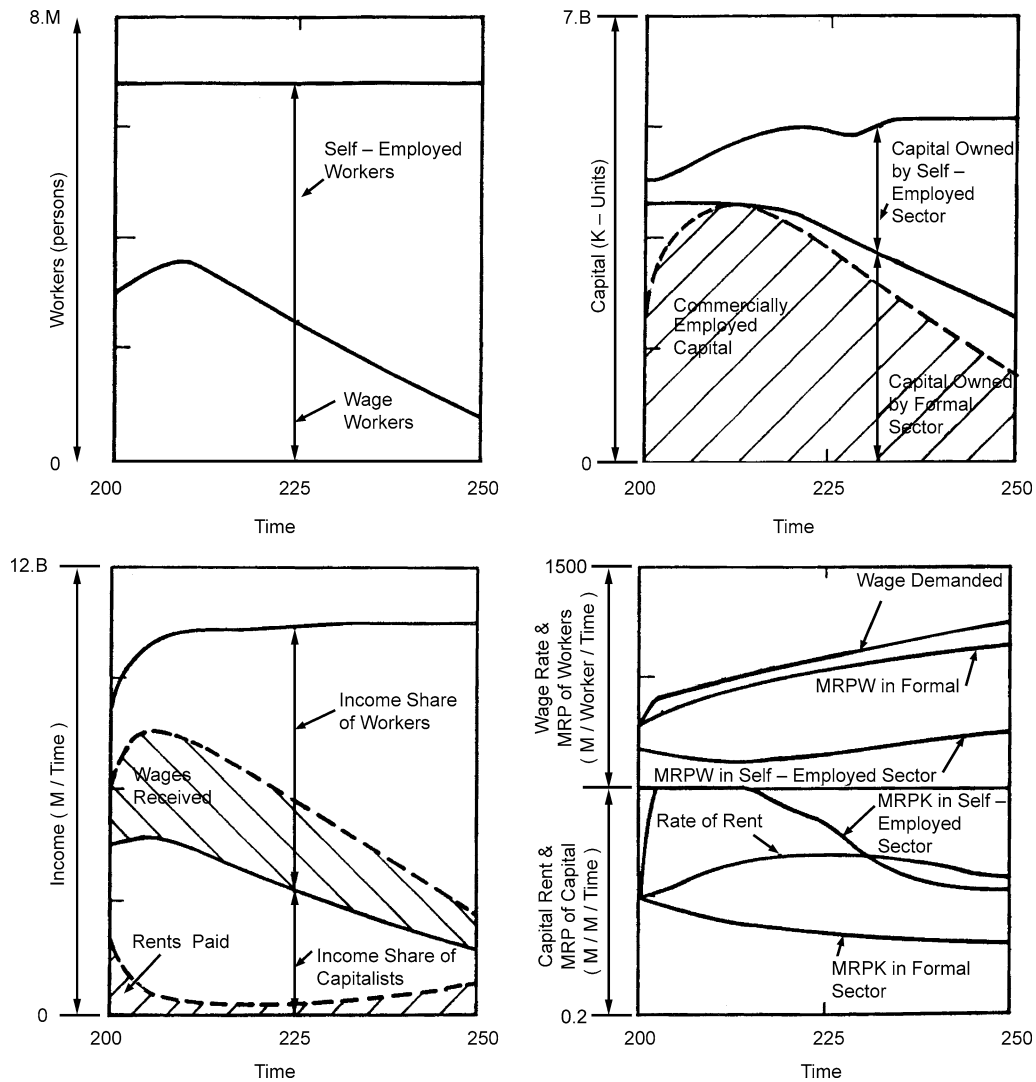 8.M
Workers (persons)
Self – Employed
Workers
Wage
Workers
0
200
225
250
Time
7.B
Capital (K – Units)
Capital Owned
by Self –
Employed
Sector
Commercially
Employed
Capital
Capital Owned
by Formal
Sector
0
200
225
250
Time
12.B
Income ( M / Time )
Income Share
of Workers
Wages
Received
Rents Paid
Income Share of
Capitalists
0
200
225
250
Time
1500
Wage Rate &
MRP of Workers
( M / Worker / Time )
Wage Demanded
MRPW in Formal
MRPW in Self – Employed Sector
Capital Rent &
MRP of Capital
( M / M / Time )
Rate of Rent
MRPK in Self –
Employed
Sector
MRPK in Formal
Sector
0.2
200
225
250
Time